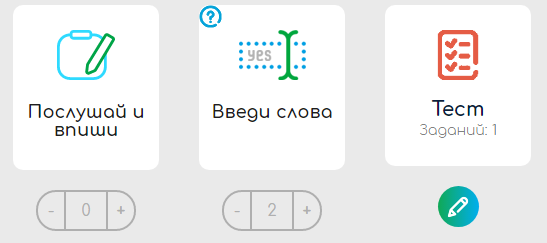 ?
yes
Послушай и
впиши
Введи слова
Тест
Заданий: 1
- 0 +
- 2 +